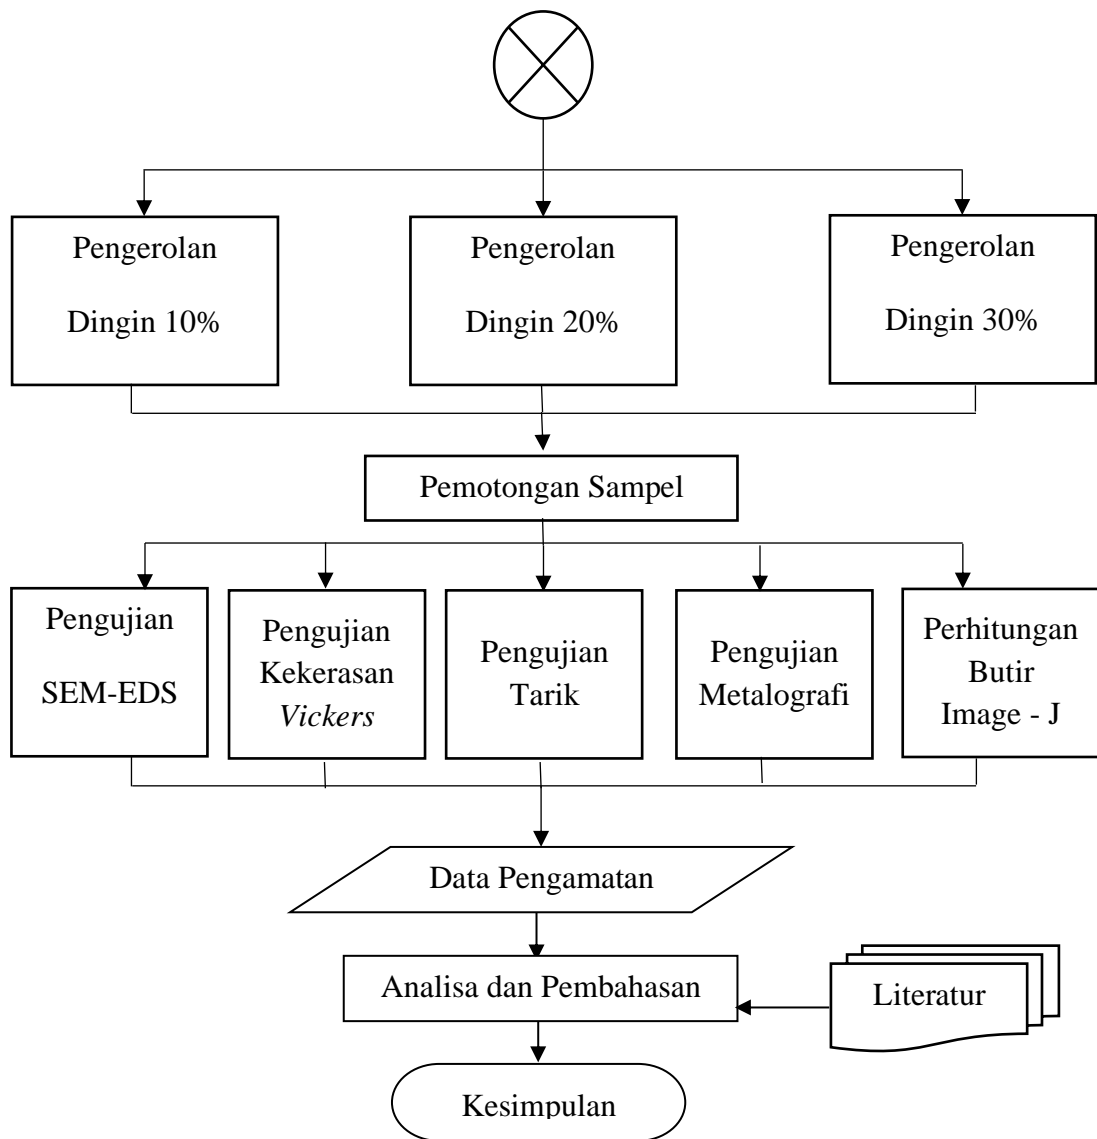 Pengerolan
Dingin 10%
Pengerolan
Dingin 20%
Pengerolan
Dingin 30%
Pemotongan Sampel
Pengujian
SEM-EDS
Pengujian
Kekerasan
Vickers
Pengujian
Tarik
Pengujian
Metalografi
Perhitungan
Butir
Image - J
Data Pengamatan
Analisa dan Pembahasan
Literatur
Kesimpulan